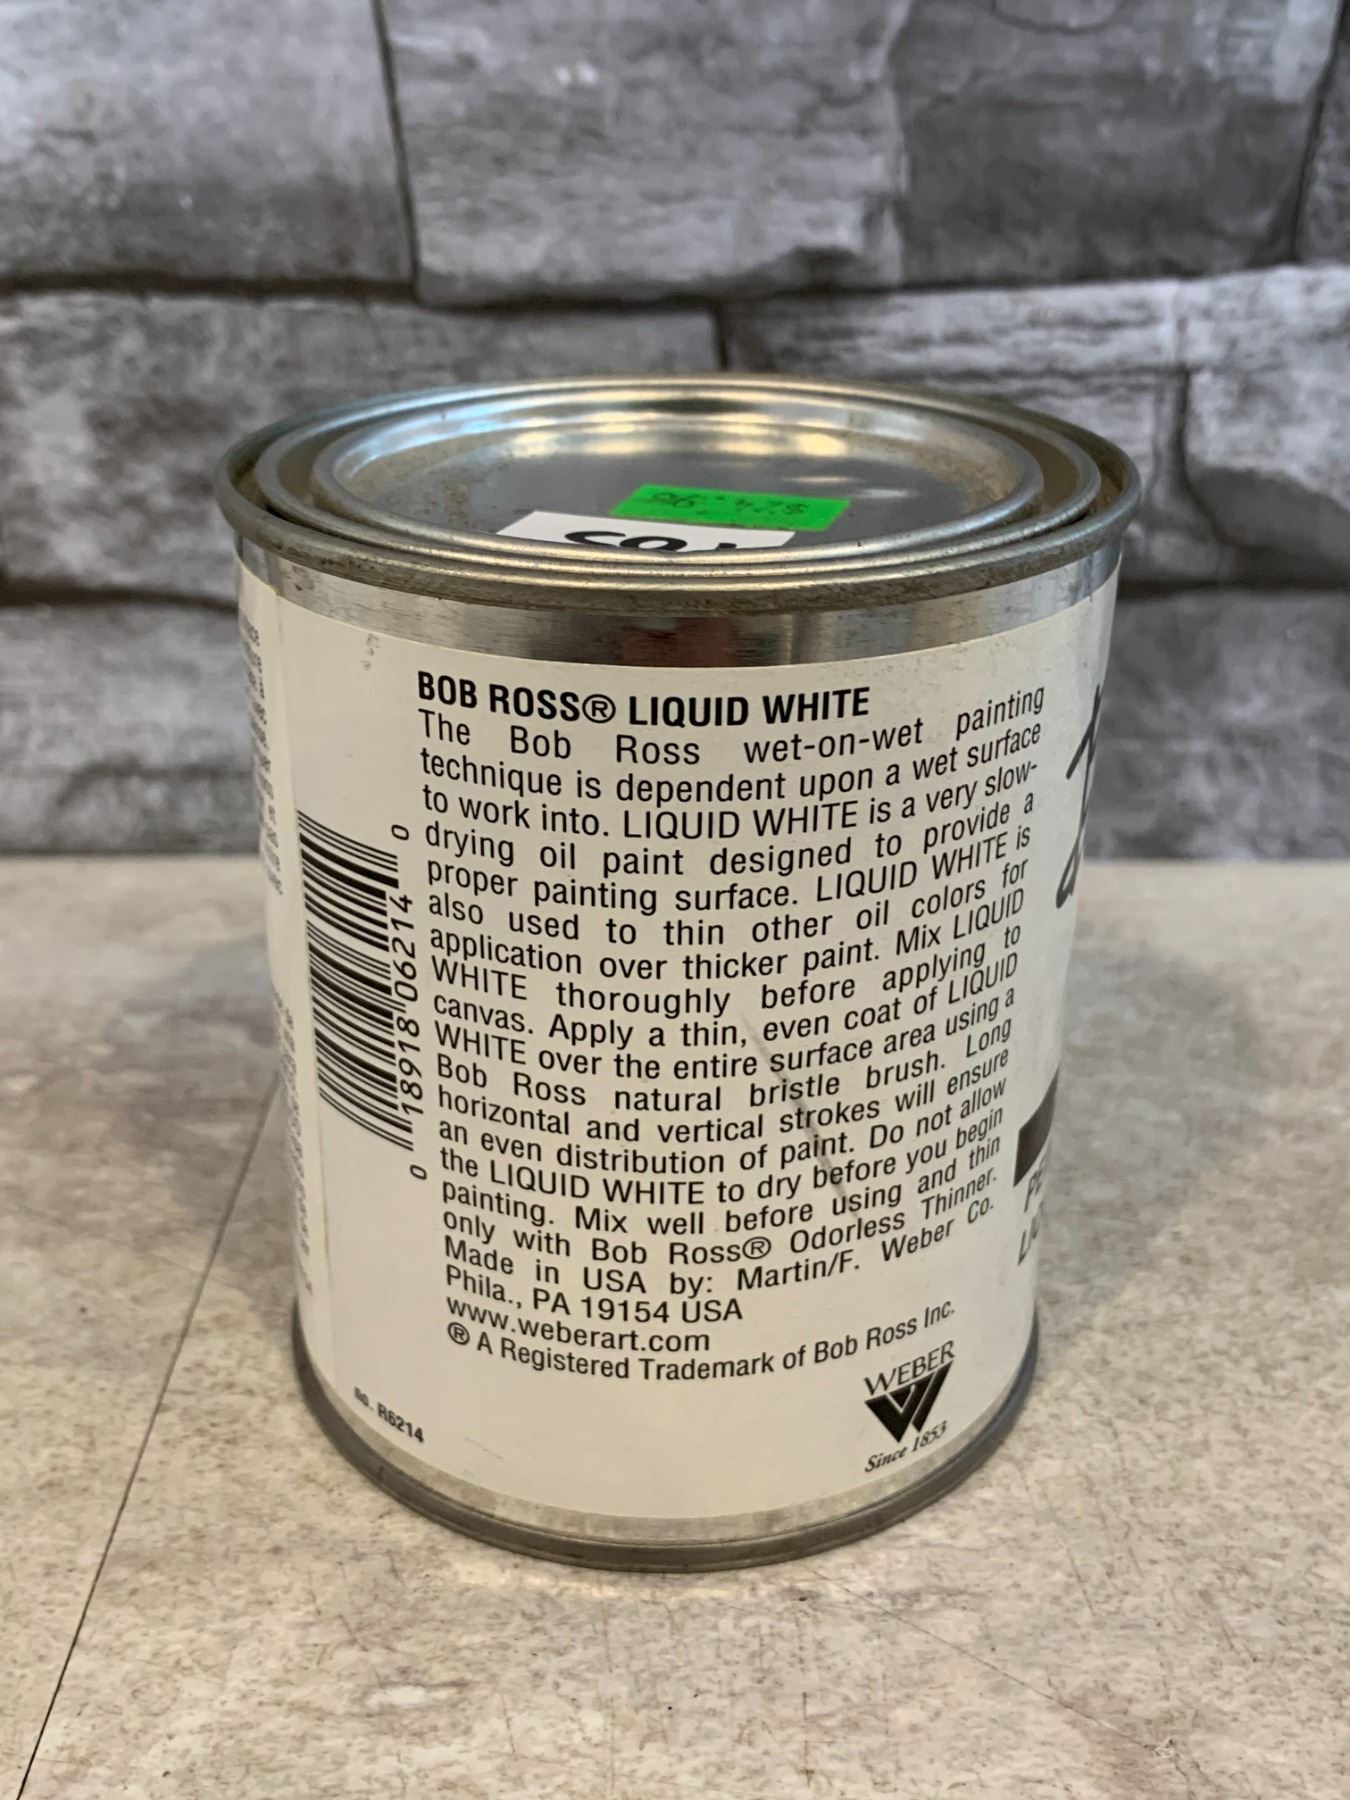 BOB ROSS® LIQUID WHITE
The Bob Ross wet-on-wet painting
technique is dependent upon a wet surface
to work into. LIQUID WHITE is a very slow-
drying oil paint designed to provide a
proper painting surface. LIQUID WHITE is
also used to thin other oil colors for
application over thicker paint. Mix LIQUID
WHITE thoroughly before applying to
canvas. Apply a thin, even coat of LIQUID
WHITE over the entire surface area using a
Bob Ross natural bristle brush. Long
horizontal and vertical strokes will ensure
an even distribution of paint. Do not allow
the LIQUID WHITE to dry before you begin
painting. Mix well before using and thin
only with Bob Ross® Odorless Thinner.
Made in USA by: Martin/F. Weber Co.
Phila., PA 19154 USA
www.weberart.com
® A Registered Trademark of Bob Ross Inc.
WEBER
Since 1853
no. R6214
0 18918 06214 0